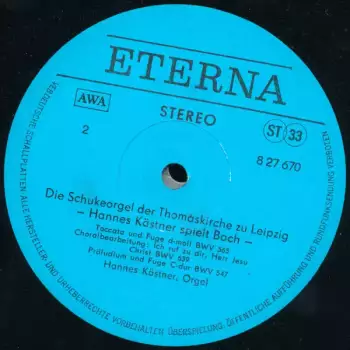 ETERNA
AWA
STEREO
ST 33
2
8 27 670
Die Schukeorgel der Thomaskirche zu Leipzig
- Hannes Kästner spielt Bach -
Toccata und Fuge d-moll BWV 565
Choralbearbeitung: Ich ruf zu dir, Herr Jesu
Christ BWV 639
Präludium und Fuge C-dur BWV 547
Hannes Kästner, Orgel
VEB DEUTSCHE SCHALLPLATTEN ALLE HERSTELLER- UND URHEBERRECHTE VORBEHALTEN ÜBERSPIELUNG, ÖFFENTLICHE AUFFÜHRUNG UND RUNDFUNKSENDUNG VERBOTEN